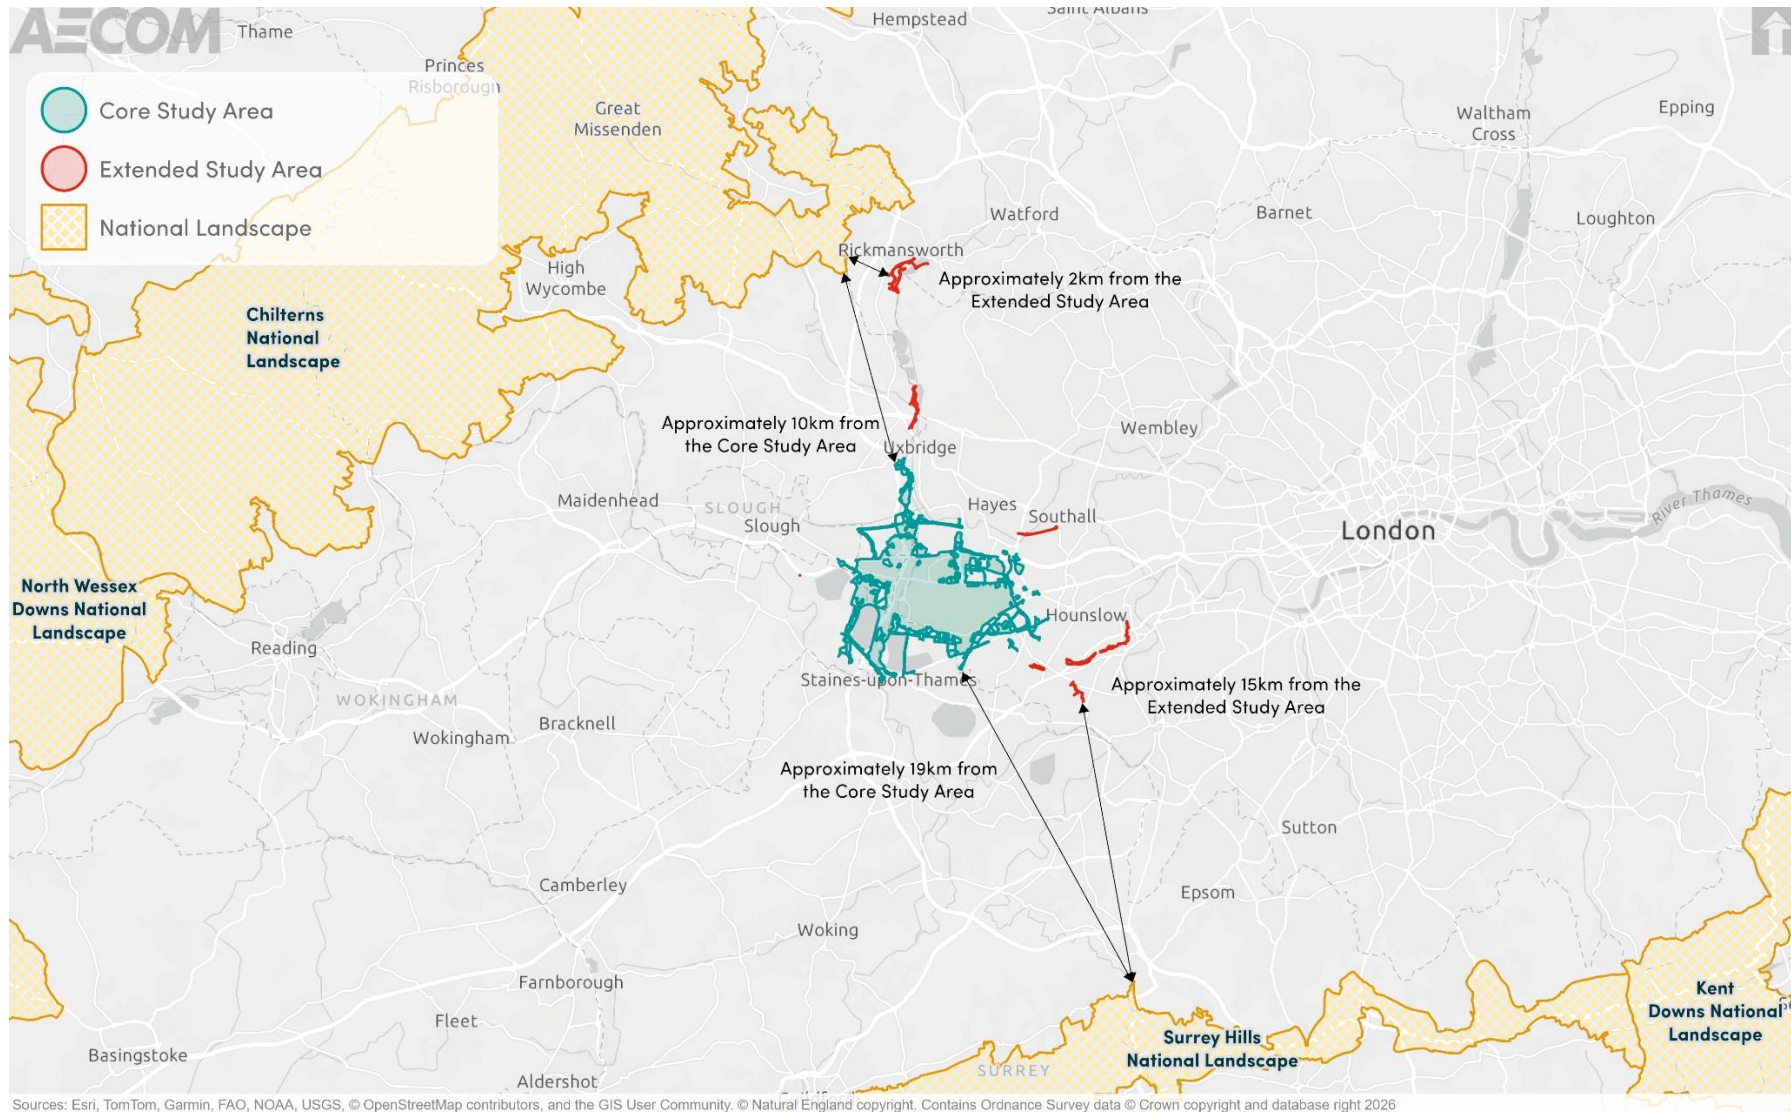 AECOM
Thame
Hempstead
Saint Albans
Princes
Risborough
Core Study Area
Great
Missenden
Waltham
Cross
Epping
Extended Study Area
National Landscape
Watford
Barnet
Loughton
Rickmansworth
High
Wycombe
Approximately 2km from the
Extended Study Area
Chilterns
National
Landscape
Approximately 10km from
the Core Study Area
Uxbridge
Wembley
Maidenhead
SLOUGH
Slough
Hayes
Southall
London
River Thames
North Wessex
Downs National
Landscape
Hounslow
Reading
Staines-upon-Thames
WOKINGHAM
Approximately 15km from the
Extended Study Area
Bracknell
Wokingham
Approximately 19km from
the Core Study Area
Sutton
Camberley
Epsom
Woking
Farnborough
Kent
Downs National
Landscape
Fleet
Surrey Hills
National Landscape
Basingstoke
SURREY
Aldershot
Sources: Esri, TomTom, Garmin, FAO, NOAA, USGS, © OpenStreetMap contributors, and the GIS User Community. © Natural England copyright. Contains Ordnance Survey data © Crown copyright and database right 2026